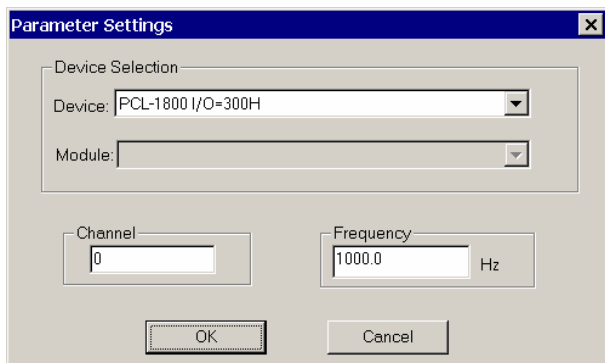 Parameter Settings
Device Selection
Device: PCL-1800 I/O=300H
Module:
Channel
0
Frequency
1000.0 Hz
OK Cancel